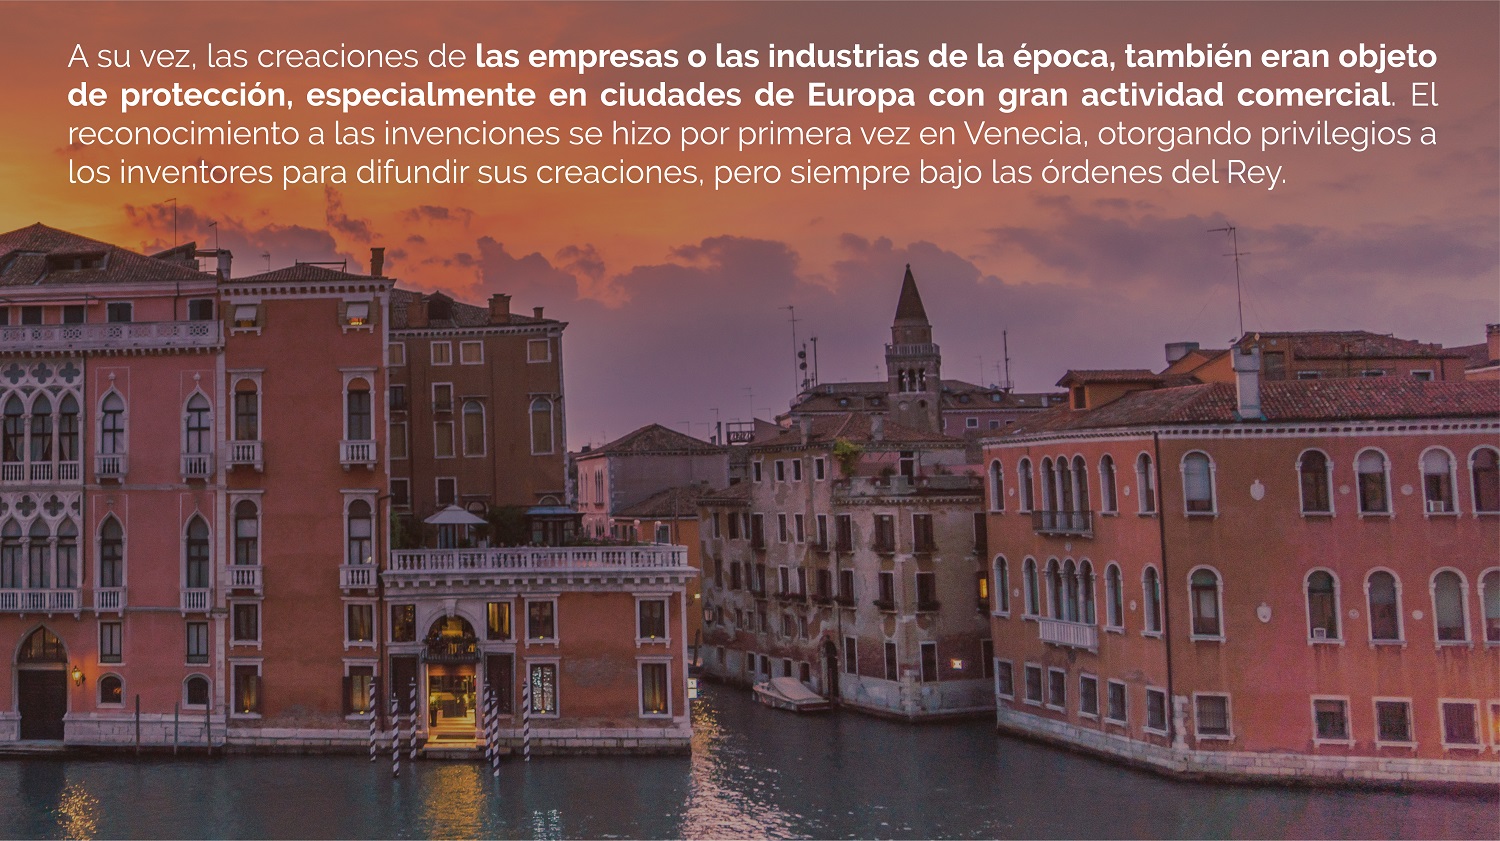 A su vez, las creaciones de las empresas o las industrias de la época, también eran objeto
de protección, especialmente en ciudades de Europa con gran actividad comercial. El
reconocimiento a las invenciones se hizo por primera vez en Venecia, otorgando privilegios a
los inventores para difundir sus creaciones, pero siempre bajo las órdenes del Rey.